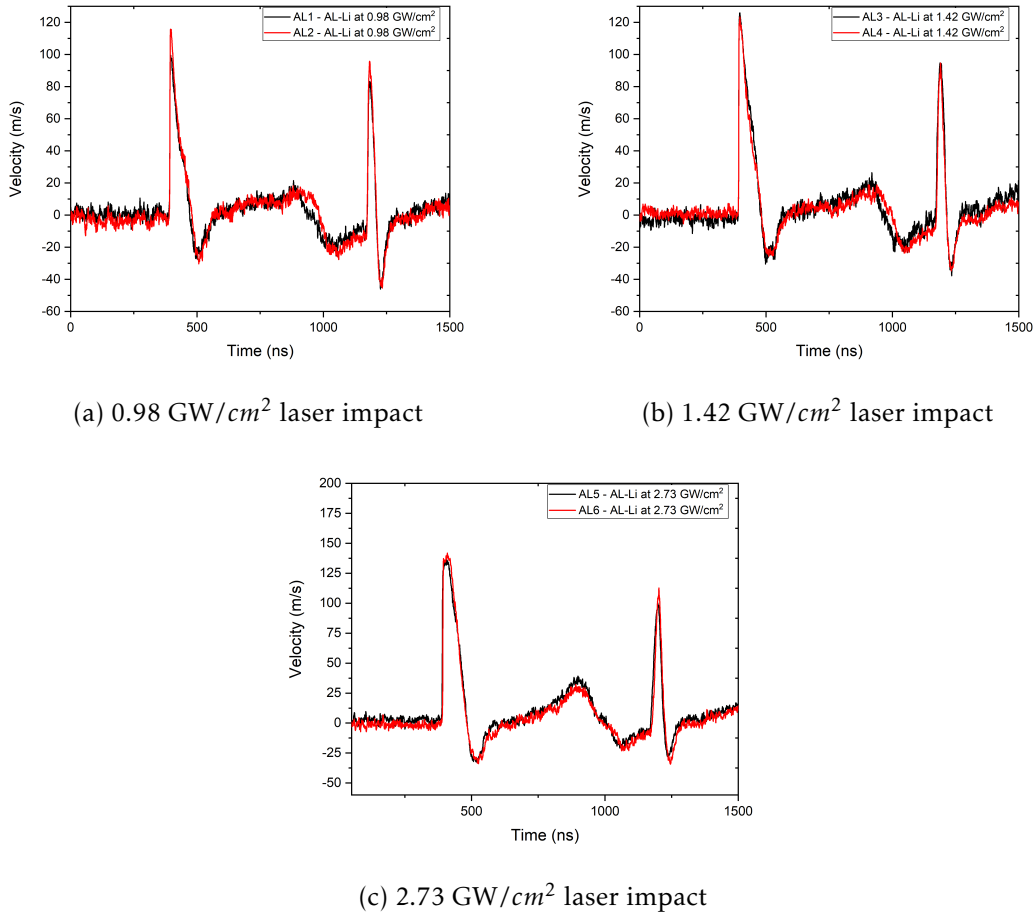 AL1 - AL-Li at 0.98 GW/cm²
AL2 - AL-Li at 0.98 GW/cm²
120
100
80
60
40
20
0
-20
-40
-60
Velocity (m/s)
0
500
1000
1500
Time (ns)
(a) 0.98 GW/cm² laser impact
AL3 - AL-Li at 1.42 GW/cm²
AL4 - AL-Li at 1.42 GW/cm²
120
100
80
60
40
20
0
-20
-40
-60
Velocity (m/s)
0
500
1000
1500
Time (ns)
(b) 1.42 GW/cm² laser impact
AL5 - AL-Li at 2.73 GW/cm²
AL6 - AL-Li at 2.73 GW/cm²
200
175
150
125
100
75
50
25
0
-25
-50
Velocity (m/s)
500
1000
1500
Time (ns)
(c) 2.73 GW/cm² laser impact